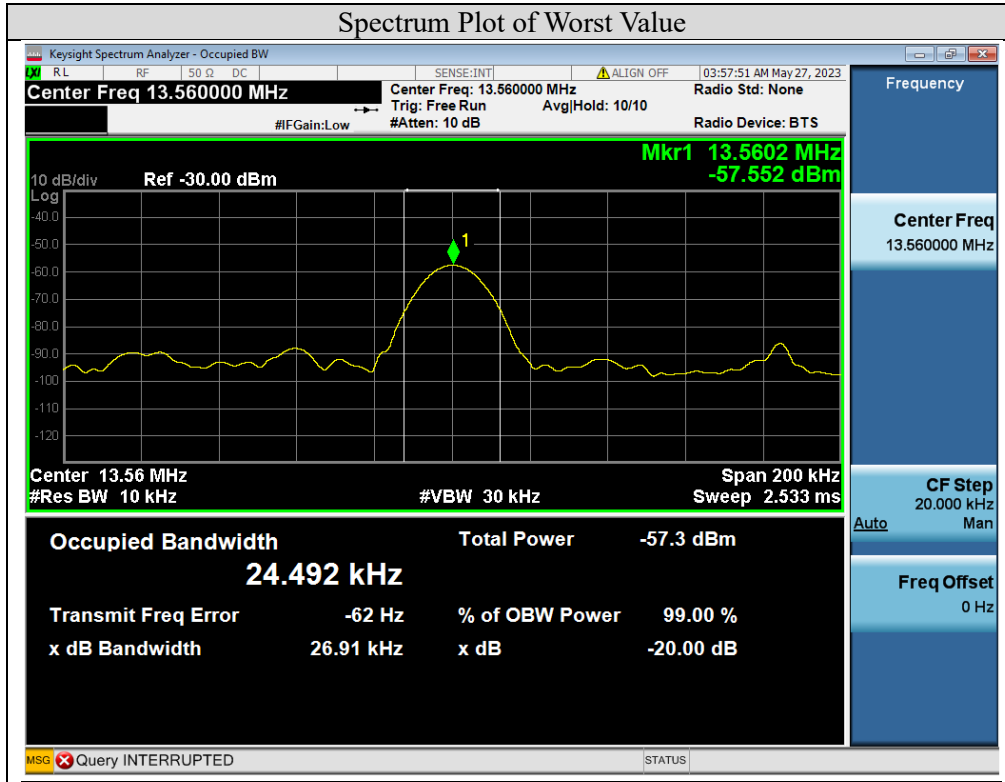 Spectrum Plot of Worst Value
Keysight Spectrum Analyzer - Occupied BW
LXI RL RF 50 Ω DC SENSE:INT ALIGN OFF 03:57:51 AM May 27, 2023
Center Freq 13.560000 MHz Center Freq: 13.560000 MHz Radio Std: None
Trig: Free Run Avg|Hold: 10/10
#IFGain:Low #Atten: 10 dB Radio Device: BTS
Frequency
Mkr1 13.5602 MHz
10 dB/div Ref -30.00 dBm -57.552 dBm
Log
-40.0
-50.0
-60.0
-70.0
-80.0
-90.0
-100
-110
-120
1
Center 13.56 MHz Span 200 kHz
#Res BW 10 kHz #VBW 30 kHz Sweep 2.533 ms
Occupied Bandwidth Total Power -57.3 dBm
24.492 kHz
Transmit Freq Error -62 Hz % of OBW Power 99.00 %
x dB Bandwidth 26.91 kHz x dB -20.00 dB
Center Freq
13.560000 MHz
CF Step
20.000 kHz
Auto Man
Freq Offset
0 Hz
MSG Query INTERRUPTED STATUS